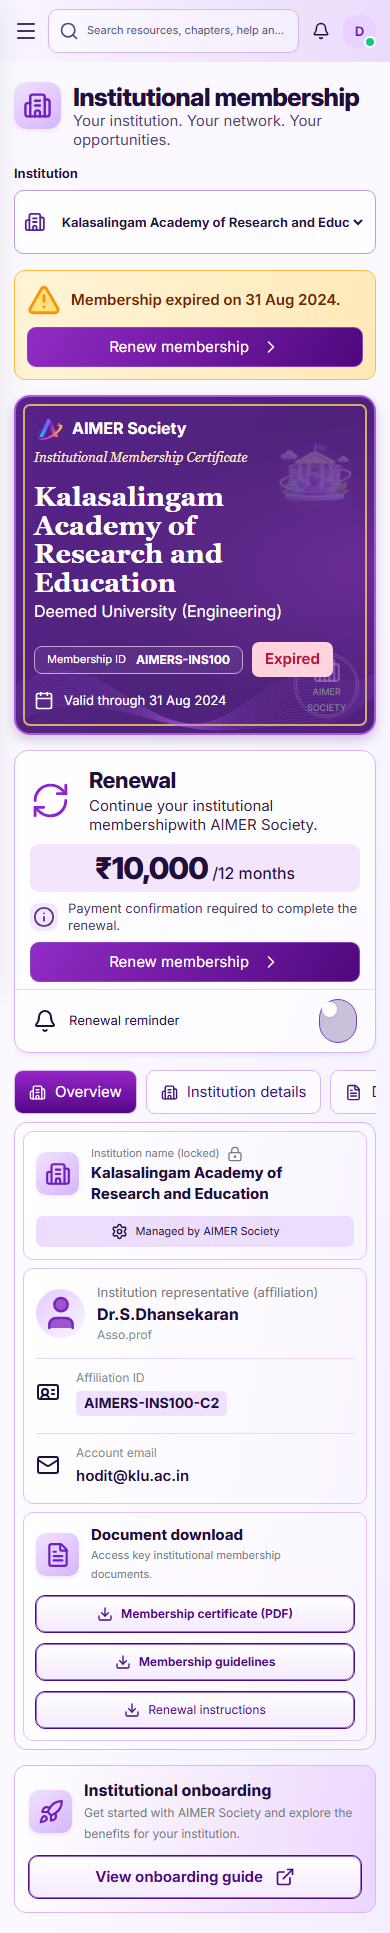 Search resources, chapters, help an...
D
Institutional membership
Your institution. Your network. Your
opportunities.
Institution
Kalasalingam Academy of Research and Educ
Membership expired on 31 Aug 2024.
Renew membership
AIMER Society
Institutional Membership Certificate
Kalasalingam
Academy of
Research and
Education
Deemed University (Engineering)
Membership ID AIMERS-INS100
Expired
Valid through 31 Aug 2024
AIMER
SOCIETY
Renewal
Continue your institutional
membershipwith AIMER Society.
₹10,000 /12 months
Payment confirmation required to complete the
renewal.
Renew membership
Renewal reminder
Overview
Institution details
D
Institution name (locked)
Kalasalingam Academy of
Research and Education
Managed by AIMER Society
Institution representative (affiliation)
Dr.S.Dhansekaran
Asso.prof
Affiliation ID
AIMERS-INS100-C2
Account email
hodit@klu.ac.in
Document download
Access key institutional membership
documents.
Membership certificate (PDF)
Membership guidelines
Renewal instructions
Institutional onboarding
Get started with AIMER Society and explore the
benefits for your institution.
View onboarding guide